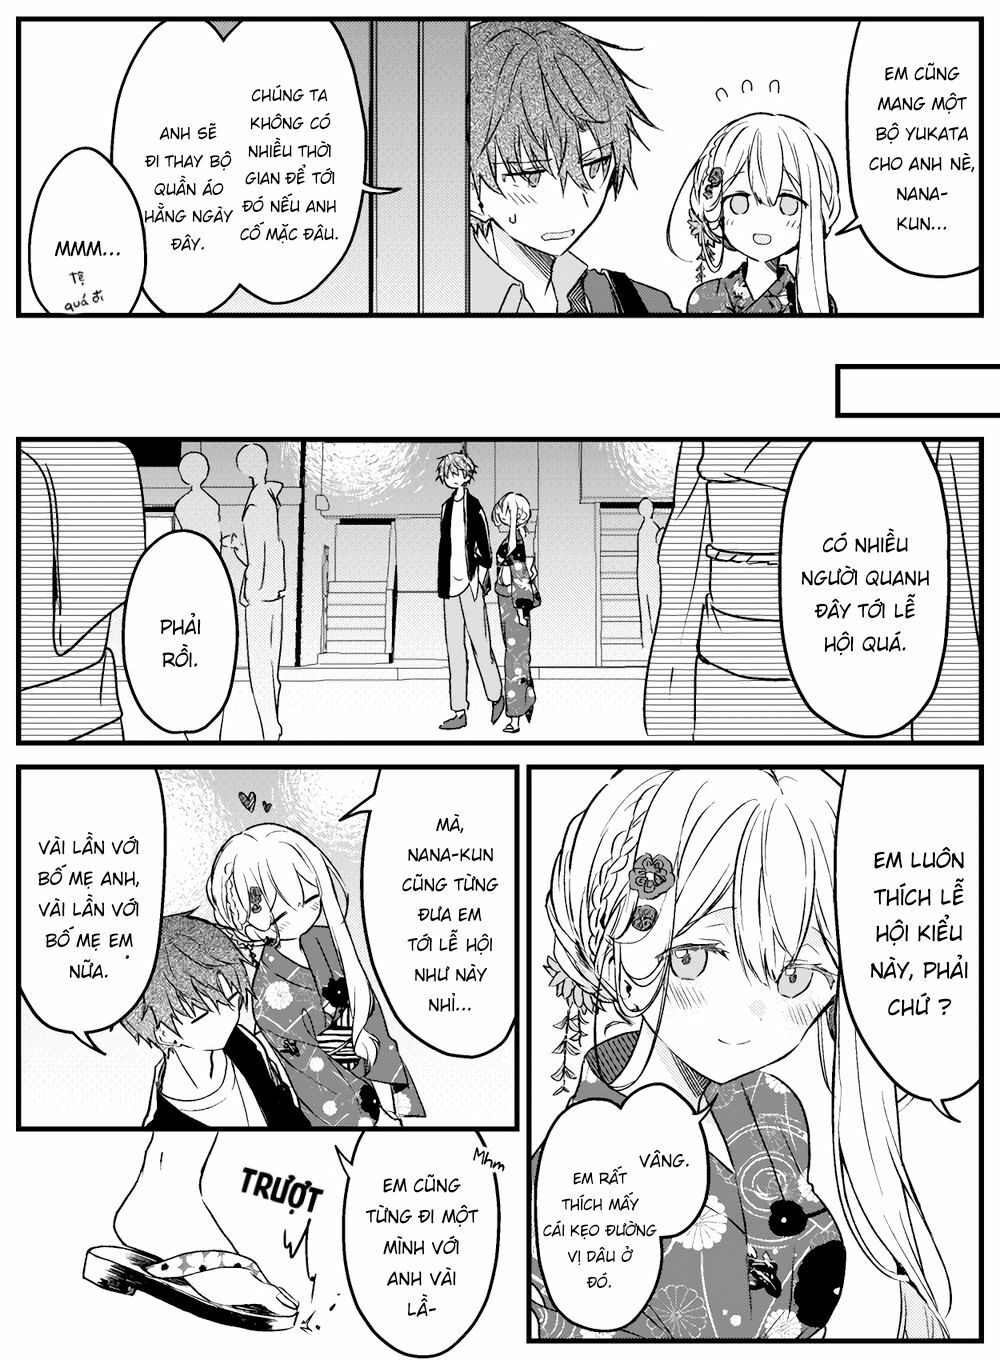 EM CŨNG
MANG MỘT
BỘ YUKATA
CHO ANH NÈ,
NANA-
KUN...
CHÚNG TA
KHÔNG CÓ
NHIỀU THỜI
GIAN ĐỂ TỚI
ĐÓ NẾU ANH
CỐ MẶC ĐÂU.
ANH SẼ
ĐI THAY BỘ
QUẦN ÁO
HẰNG NGÀY
ĐÂY.
MMM...
tệ
quá đi
CÓ NHIỀU
NGƯỜI QUANH
ĐÂY TỚI LỄ
HỘI QUÁ.
PHẢI
RỒI.
EM LUÔN
THÍCH LỄ
HỘI KIỂU
NÀY, PHẢI
CHỨ ?
VÂNG.
EM RẤT
THÍCH MẤY
CÁI KẸO ĐƯỜNG
VỊ DÂU Ở
ĐÓ.
MÀ,
NANA-KUN
CŨNG TỪNG
ĐƯA EM
TỚI LỄ HỘI
NHƯ NÀY
NHỈ...
VÀI LẦN VỚI
BỐ MẸ ANH,
VÀI LẦN VỚI
BỐ MẸ EM
NỮA.
Mhm
EM CŨNG
TỪNG ĐI MỘT
MÌNH VỚI
ANH VÀI
LẦ-
TRƯỢT